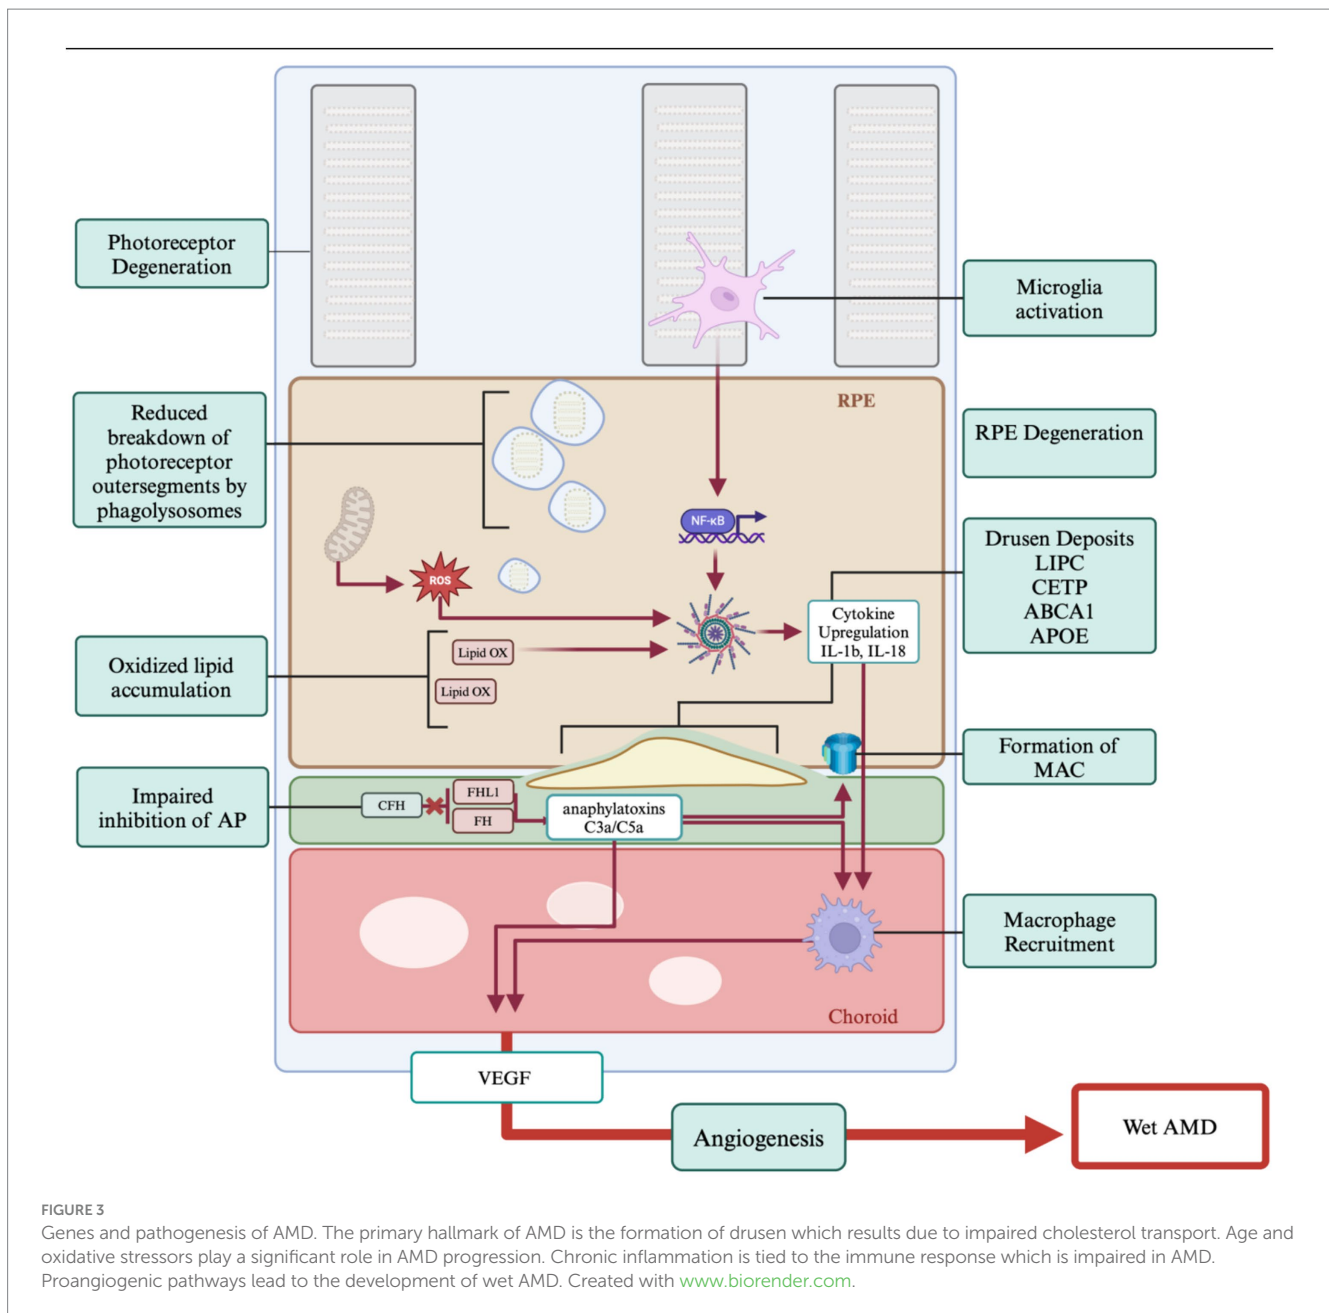 Photoreceptor
Degeneration
Microglia
activation
Reduced
breakdown of
photoreceptor
outersegments by
phagolysosomes
RPE
RPE Degeneration
NF-κB
ROS
Drusen Deposits
LIPC
CETP
ABCA1
APOE
Cytokine
Upregulation
IL-1b, IL-18
Oxidized lipid
accumulation
Lipid OX
Lipid OX
Formation of
MAC
Impaired
inhibition of AP
CFH
FHL1
FH
anaphylatoxins
C3a/C5a
Macrophage
Recruitment
Choroid
VEGF
Angiogenesis
Wet AMD
FIGURE 3
Genes and pathogenesis of AMD. The primary hallmark of AMD is the formation of drusen which results due to impaired cholesterol transport. Age and
oxidative stressors play a significant role in AMD progression. Chronic inflammation is tied to the immune response which is impaired in AMD.
Proangiogenic pathways lead to the development of wet AMD. Created with www.biorender.com.